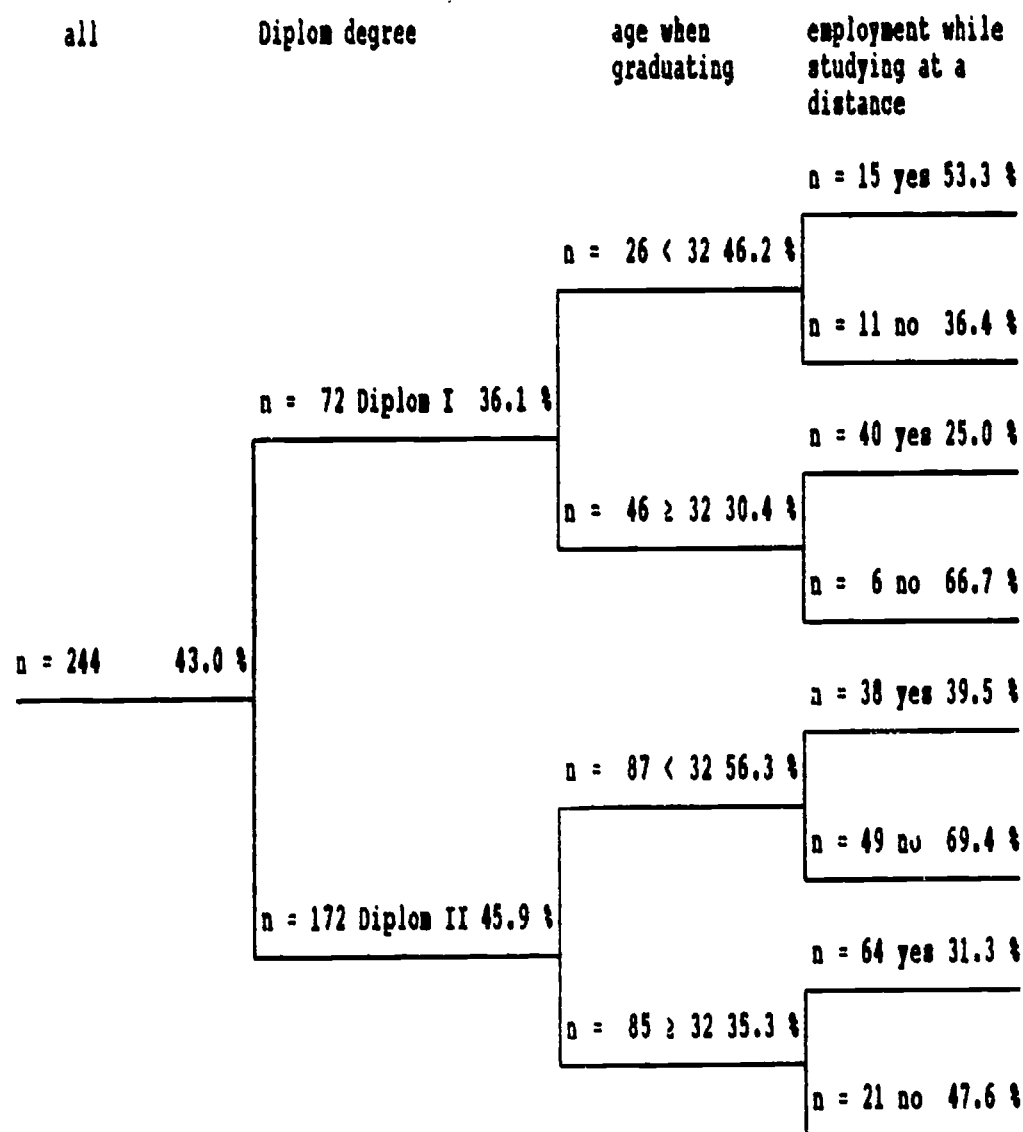 all Diplom degree age when employment while
graduating studying at a
distance
n = 15 yes 53.3 %
n = 26 < 32 46.2 %
n = 11 no 36.4 %
n = 72 Diplom I 36.1 %
n = 40 yes 25.0 %
n = 46 ≥ 32 30.4 %
n = 6 no 66.7 %
n = 244 43.0 %
n = 38 yes 39.5 %
n = 87 < 32 56.3 %
n = 49 no 69.4 %
n = 172 Diplom II 45.9 %
n = 64 yes 31.3 %
n = 85 ≥ 32 35.3 %
n = 21 no 47.6 %